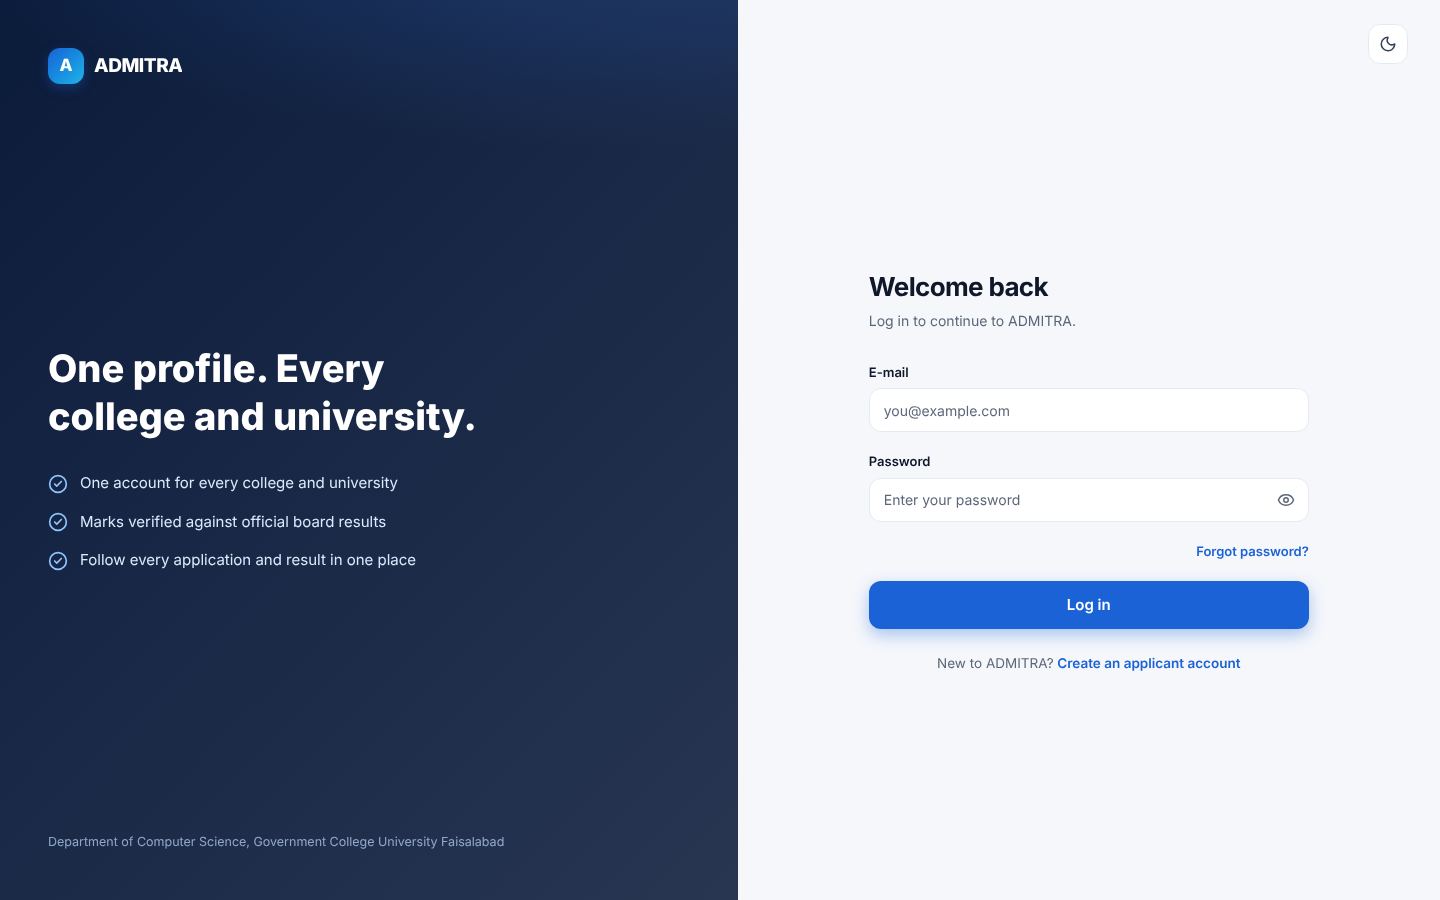 A ADMITRA
One profile. Every
college and university.
One account for every college and university
Marks verified against official board results
Follow every application and result in one place
Department of Computer Science, Government College University Faisalabad
Welcome back
Log in to continue to ADMITRA.
E-mail
you@example.com
Password
Enter your password
Forgot password?
Log in
New to ADMITRA? Create an applicant account